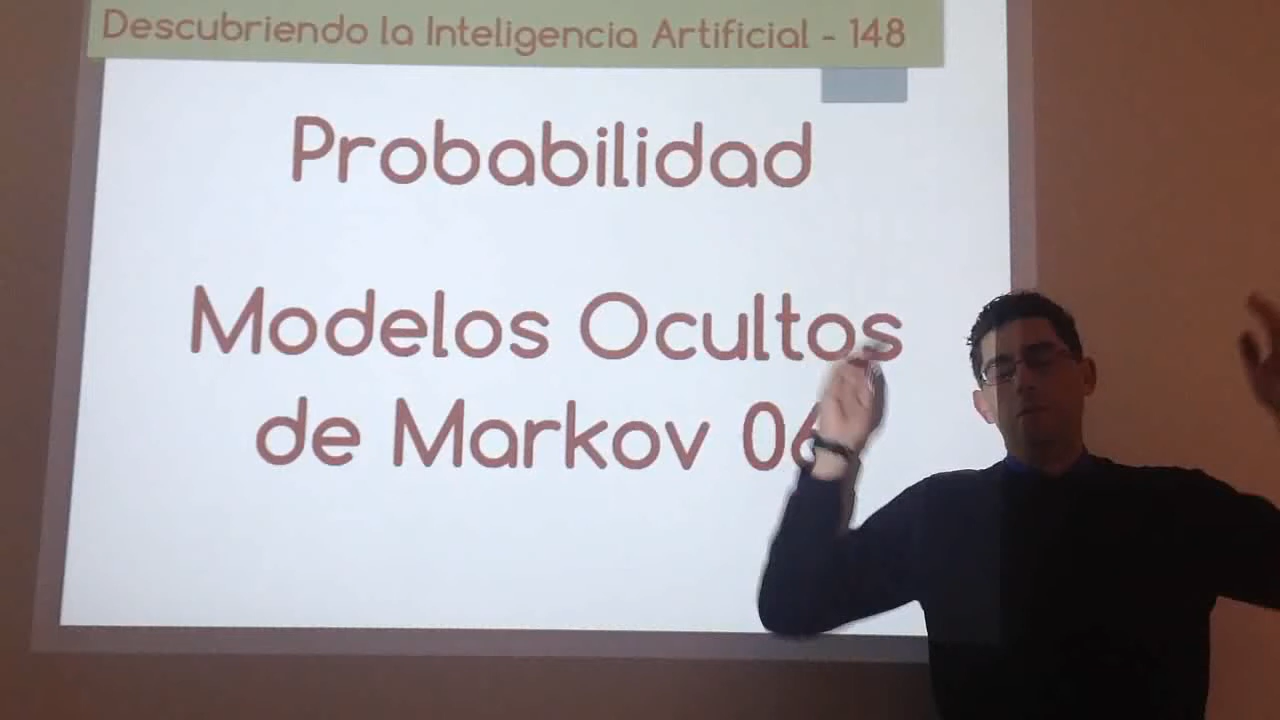 Descubriendo la Inteligencia Artificial - 148
Probabilidad
Modelos Ocultos
de Markov 06